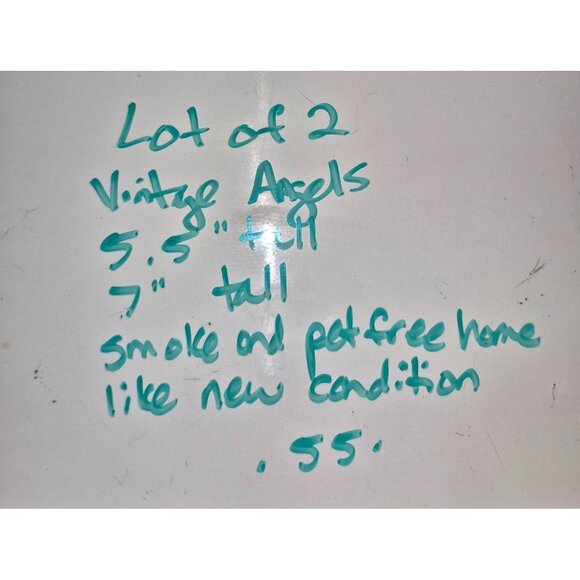 Lot of 2
Vintage Angels
5.5" tall
7" tall
smoke and pet free home
like new condition
.55.